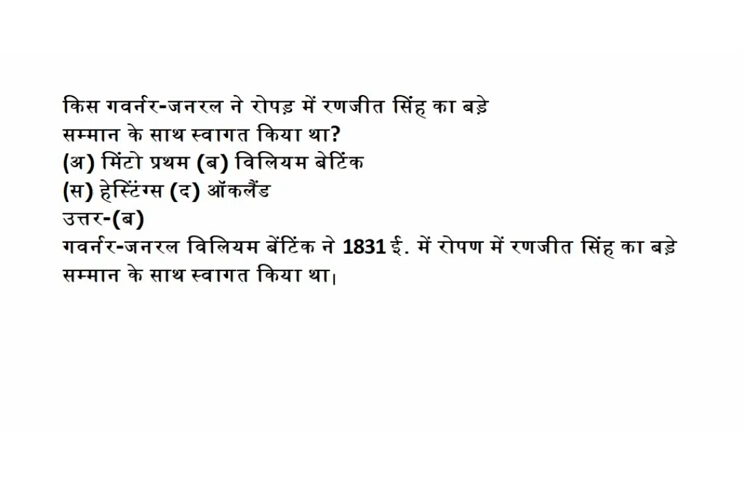 किस गवर्नर-जनरल ने रोपड़ में रणजीत सिंह का बड़े
सम्मान के साथ स्वागत किया था?
(अ) मिंटो प्रथम (ब) विलियम बेटिंक
(स) हेस्टिंग्स (द) ऑकलैंड
उत्तर-(ब)
गवर्नर-जनरल विलियम बेंटिंक ने 1831 ई. में रोपण में रणजीत सिंह का बड़े
सम्मान के साथ स्वागत किया था।